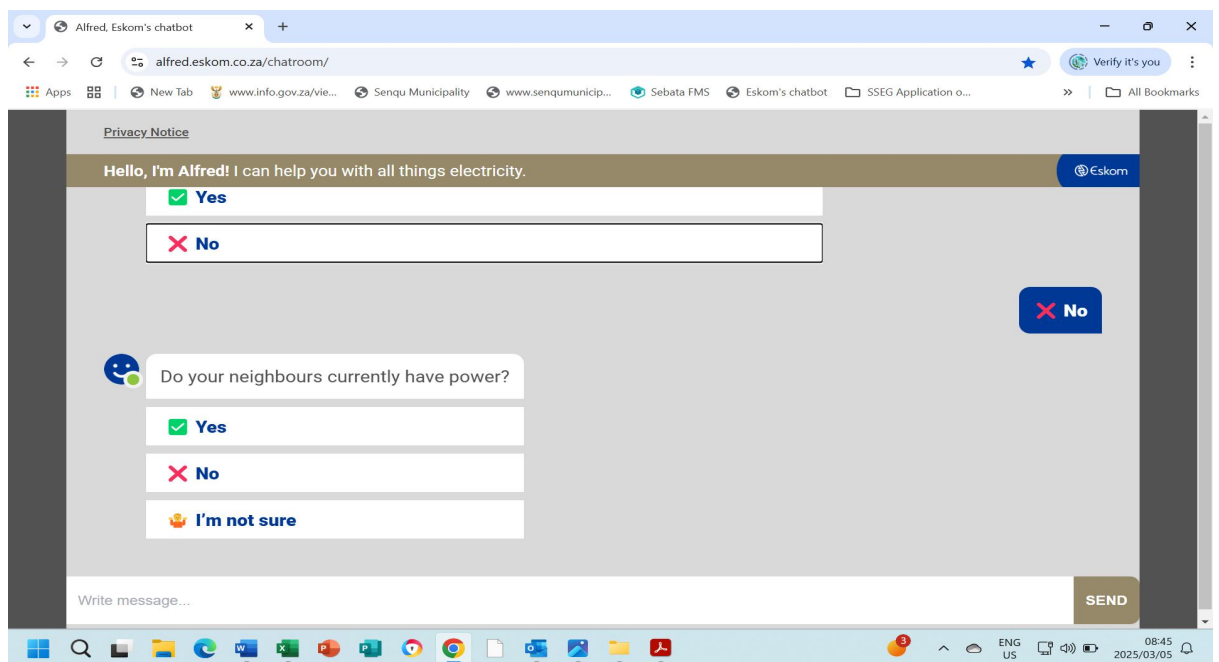 Alfred, Eskom's chatbot
alfred.eskom.co.za/chatroom/
Verify it's you
Apps
New Tab
www.info.gov.za/vie...
Senqu Municipality
www.senqumunicip...
Sebata FMS
Eskom's chatbot
SSEG Application o...
»
All Bookmarks
Privacy Notice
Hello, I'm Alfred! I can help you with all things electricity.
Eskom
Yes
No
No
Do your neighbours currently have power?
Yes
No
I'm not sure
Write message...
SEND
3
ENG
US
08:45
2025/03/05